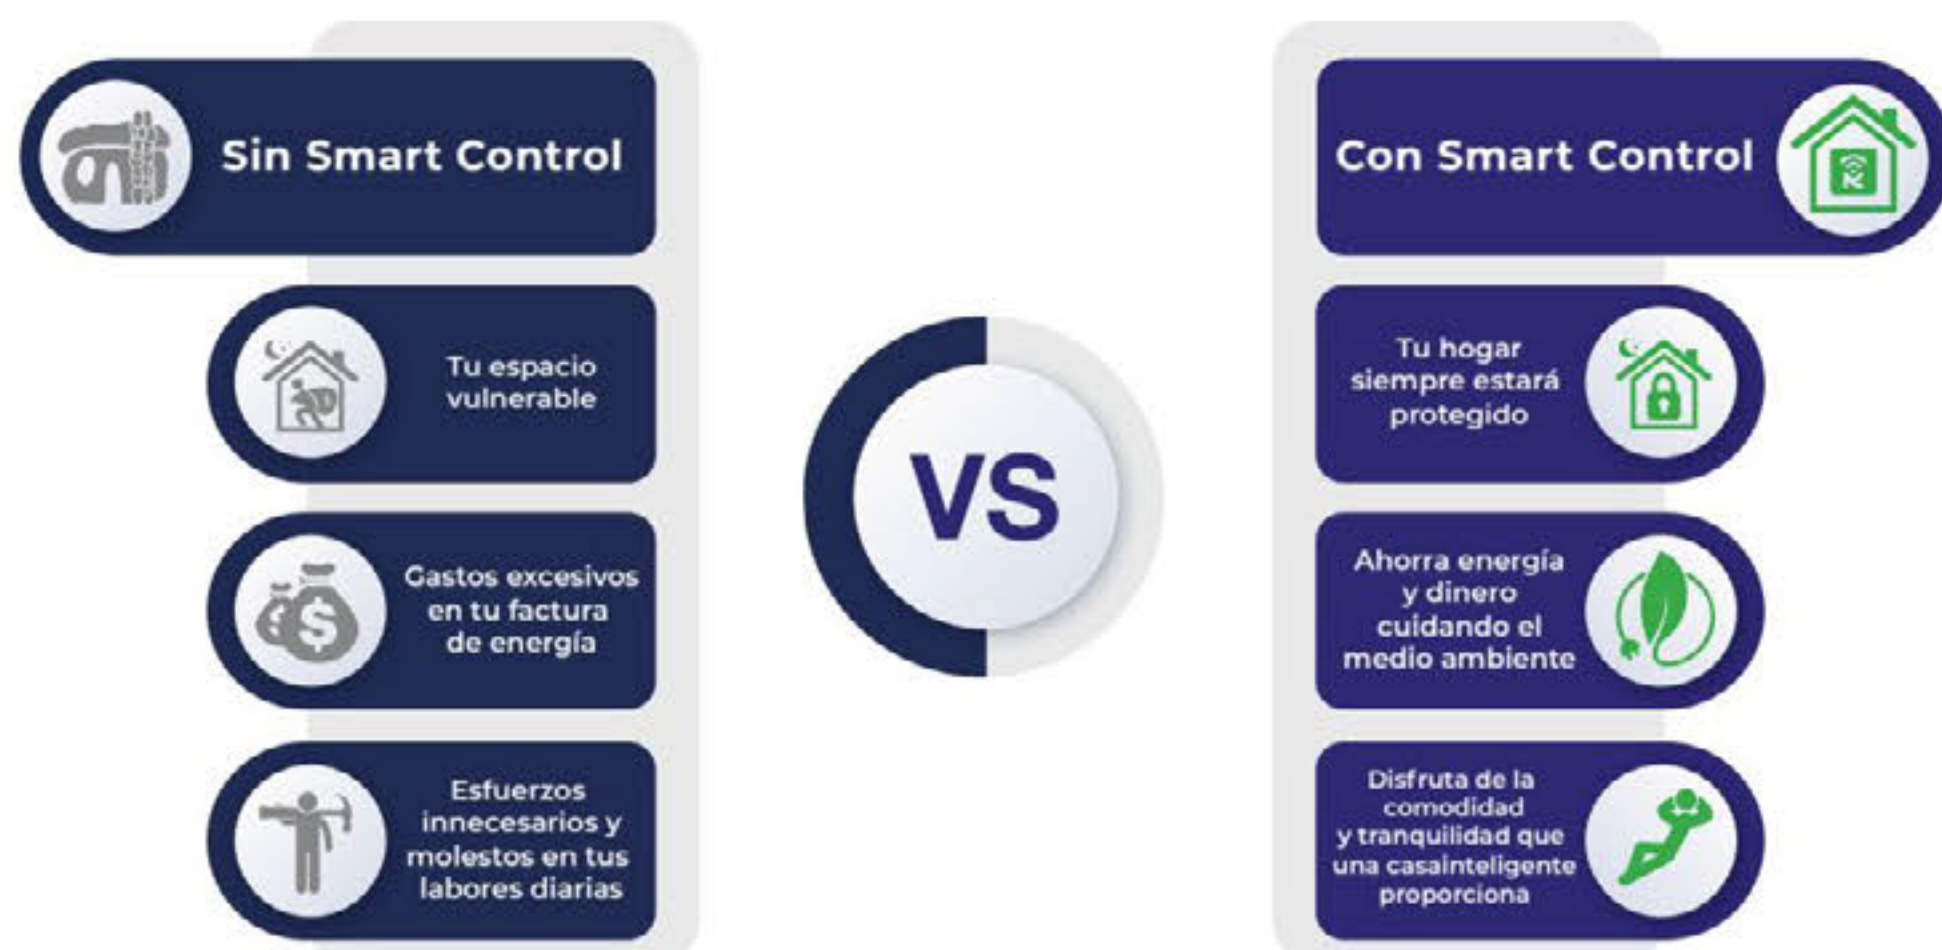 Sin Smart Control
Tu espacio
vulnerable
Gastos excesivos
en tu factura
de energía
Esfuerzos
innecesarios y
molestos en tus
labores diarias
VS
Con Smart Control
Tu hogar
siempre estará
protegido
Ahorra energía
y dinero
cuidando el
medio ambiente
Disfruta de la
comodidad
y tranquilidad que
una casainteligente
proporciona